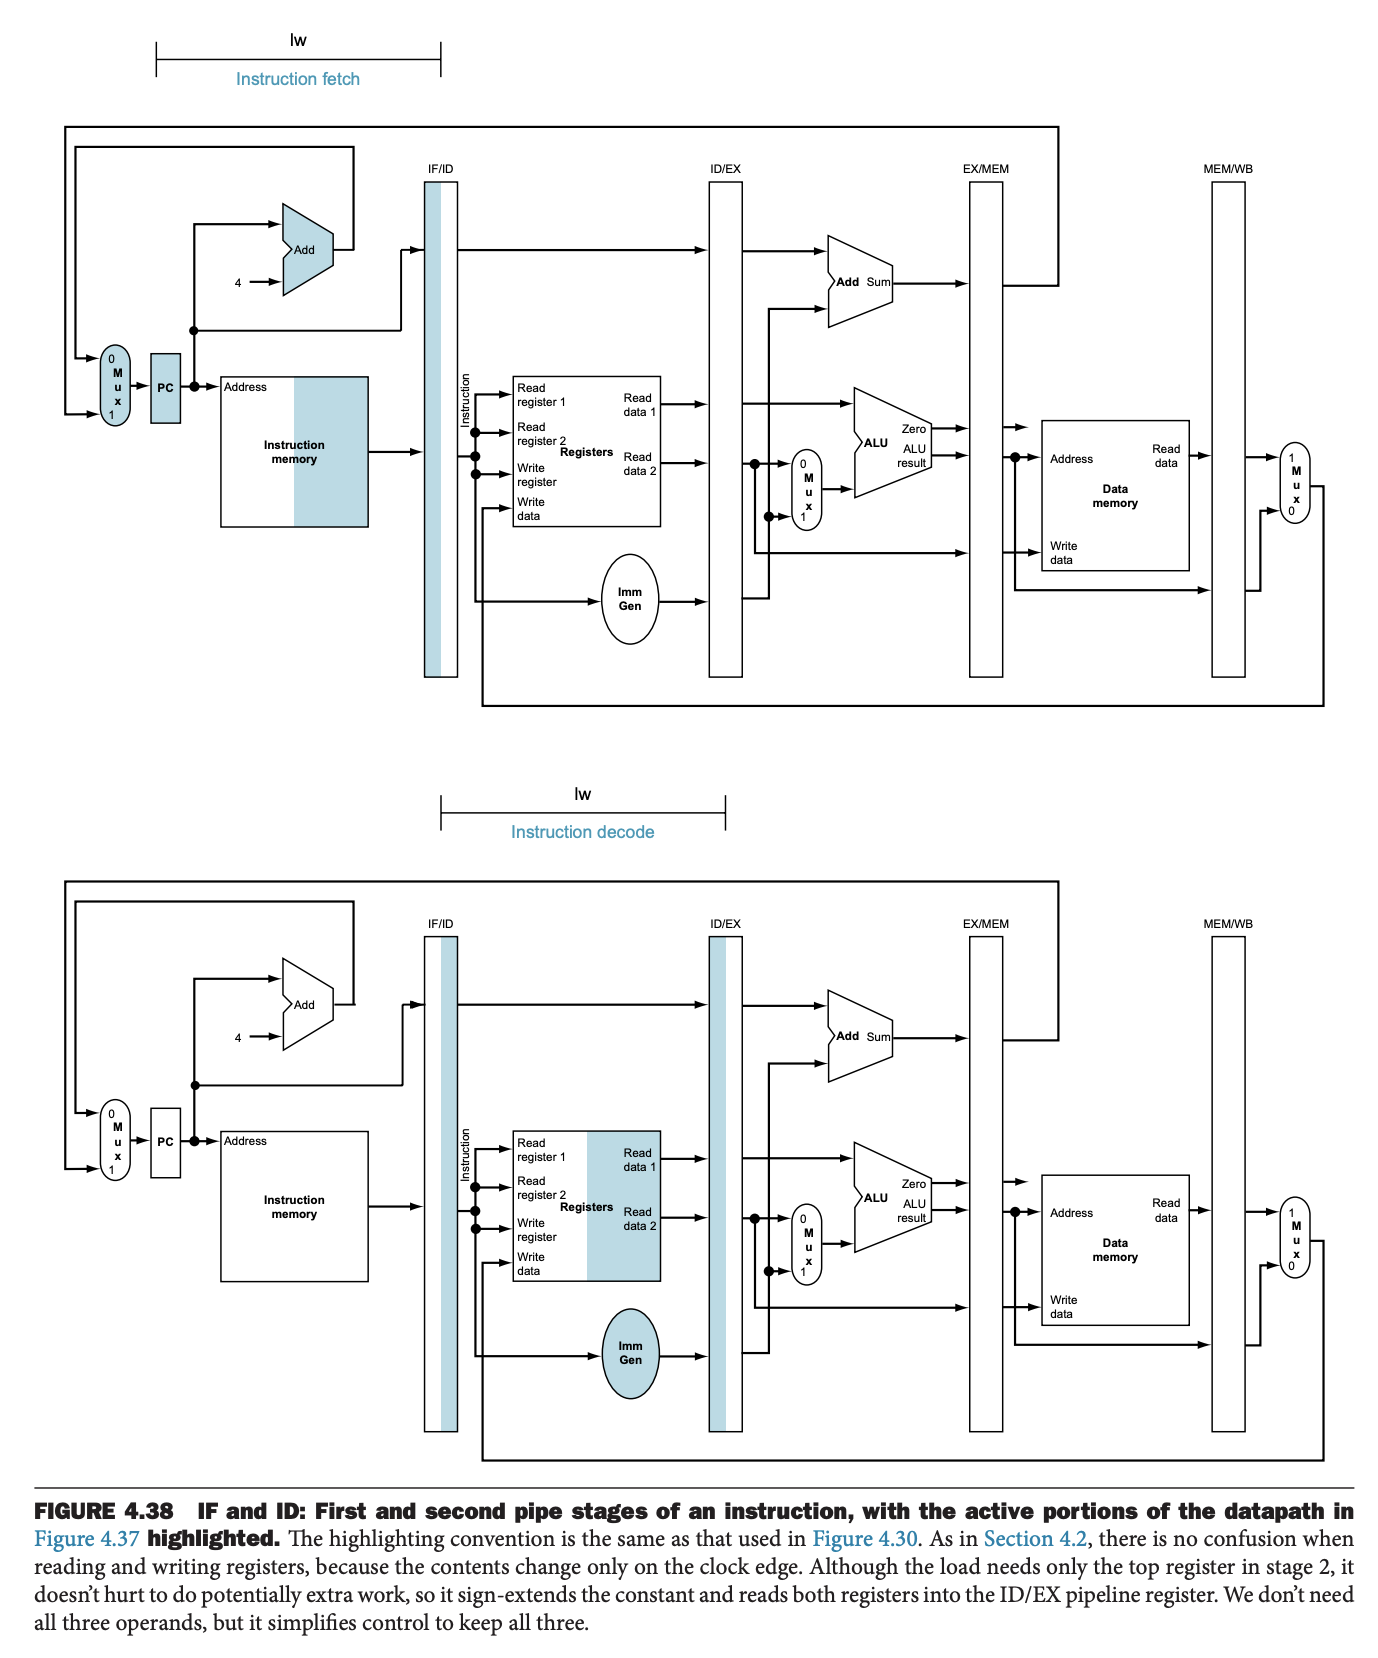 lw
Instruction fetch
IF/ID
ID/EX
EX/MEM
MEM/WB
Add
4
Add Sum
0
M
u
x
1
PC
Address
Instruction
memory
Instruction
Read
register 1
Read
register 2
Write
register
Write
data
Registers
Read
data 1
Read
data 2
Imm
Gen
0
M
u
x
1
Zero
ALU
ALU
result
Address
Read
data
Data
memory
Write
data
1
M
u
x
0
lw
Instruction decode
IF/ID
ID/EX
EX/MEM
MEM/WB
Add
4
Add Sum
0
M
u
x
1
PC
Address
Instruction
memory
Instruction
Read
register 1
Read
register 2
Write
register
Write
data
Registers
Read
data 1
Read
data 2
Imm
Gen
0
M
u
x
1
Zero
ALU
ALU
result
Address
Read
data
Data
memory
Write
data
1
M
u
x
0
FIGURE 4.38 IF and ID: First and second pipe stages of an instruction, with the active portions of the datapath in
Figure 4.37 highlighted. The highlighting convention is the same as that used in Figure 4.30. As in Section 4.2, there is no confusion when
reading and writing registers, because the contents change only on the clock edge. Although the load needs only the top register in stage 2, it
doesn’t hurt to do potentially extra work, so it sign-extends the constant and reads both registers into the ID/EX pipeline register. We don’t need
all three operands, but it simplifies control to keep all three.